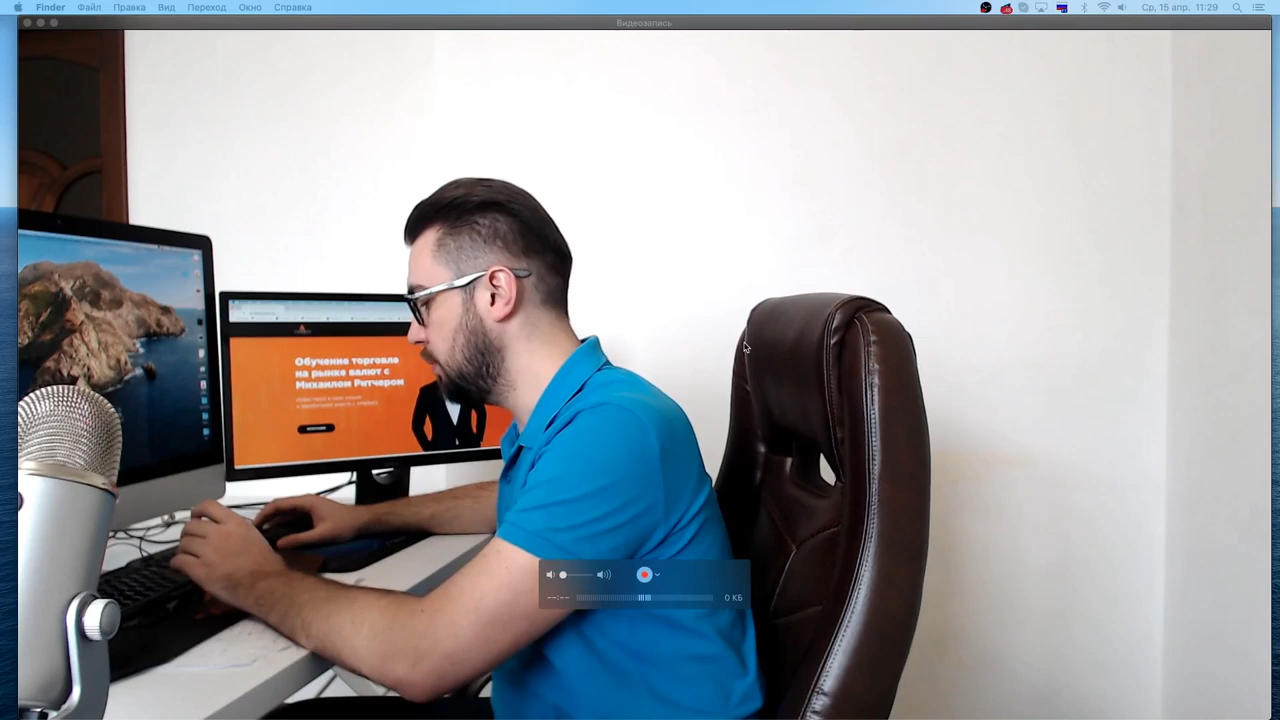 Finder Файл Правка Вид Переход Окно Справка
Ср, 15 апр. 11:29
Видеозапись
Обучение торговле
на рынке валют с
Михаилом Ритчером
--:--
0 КБ